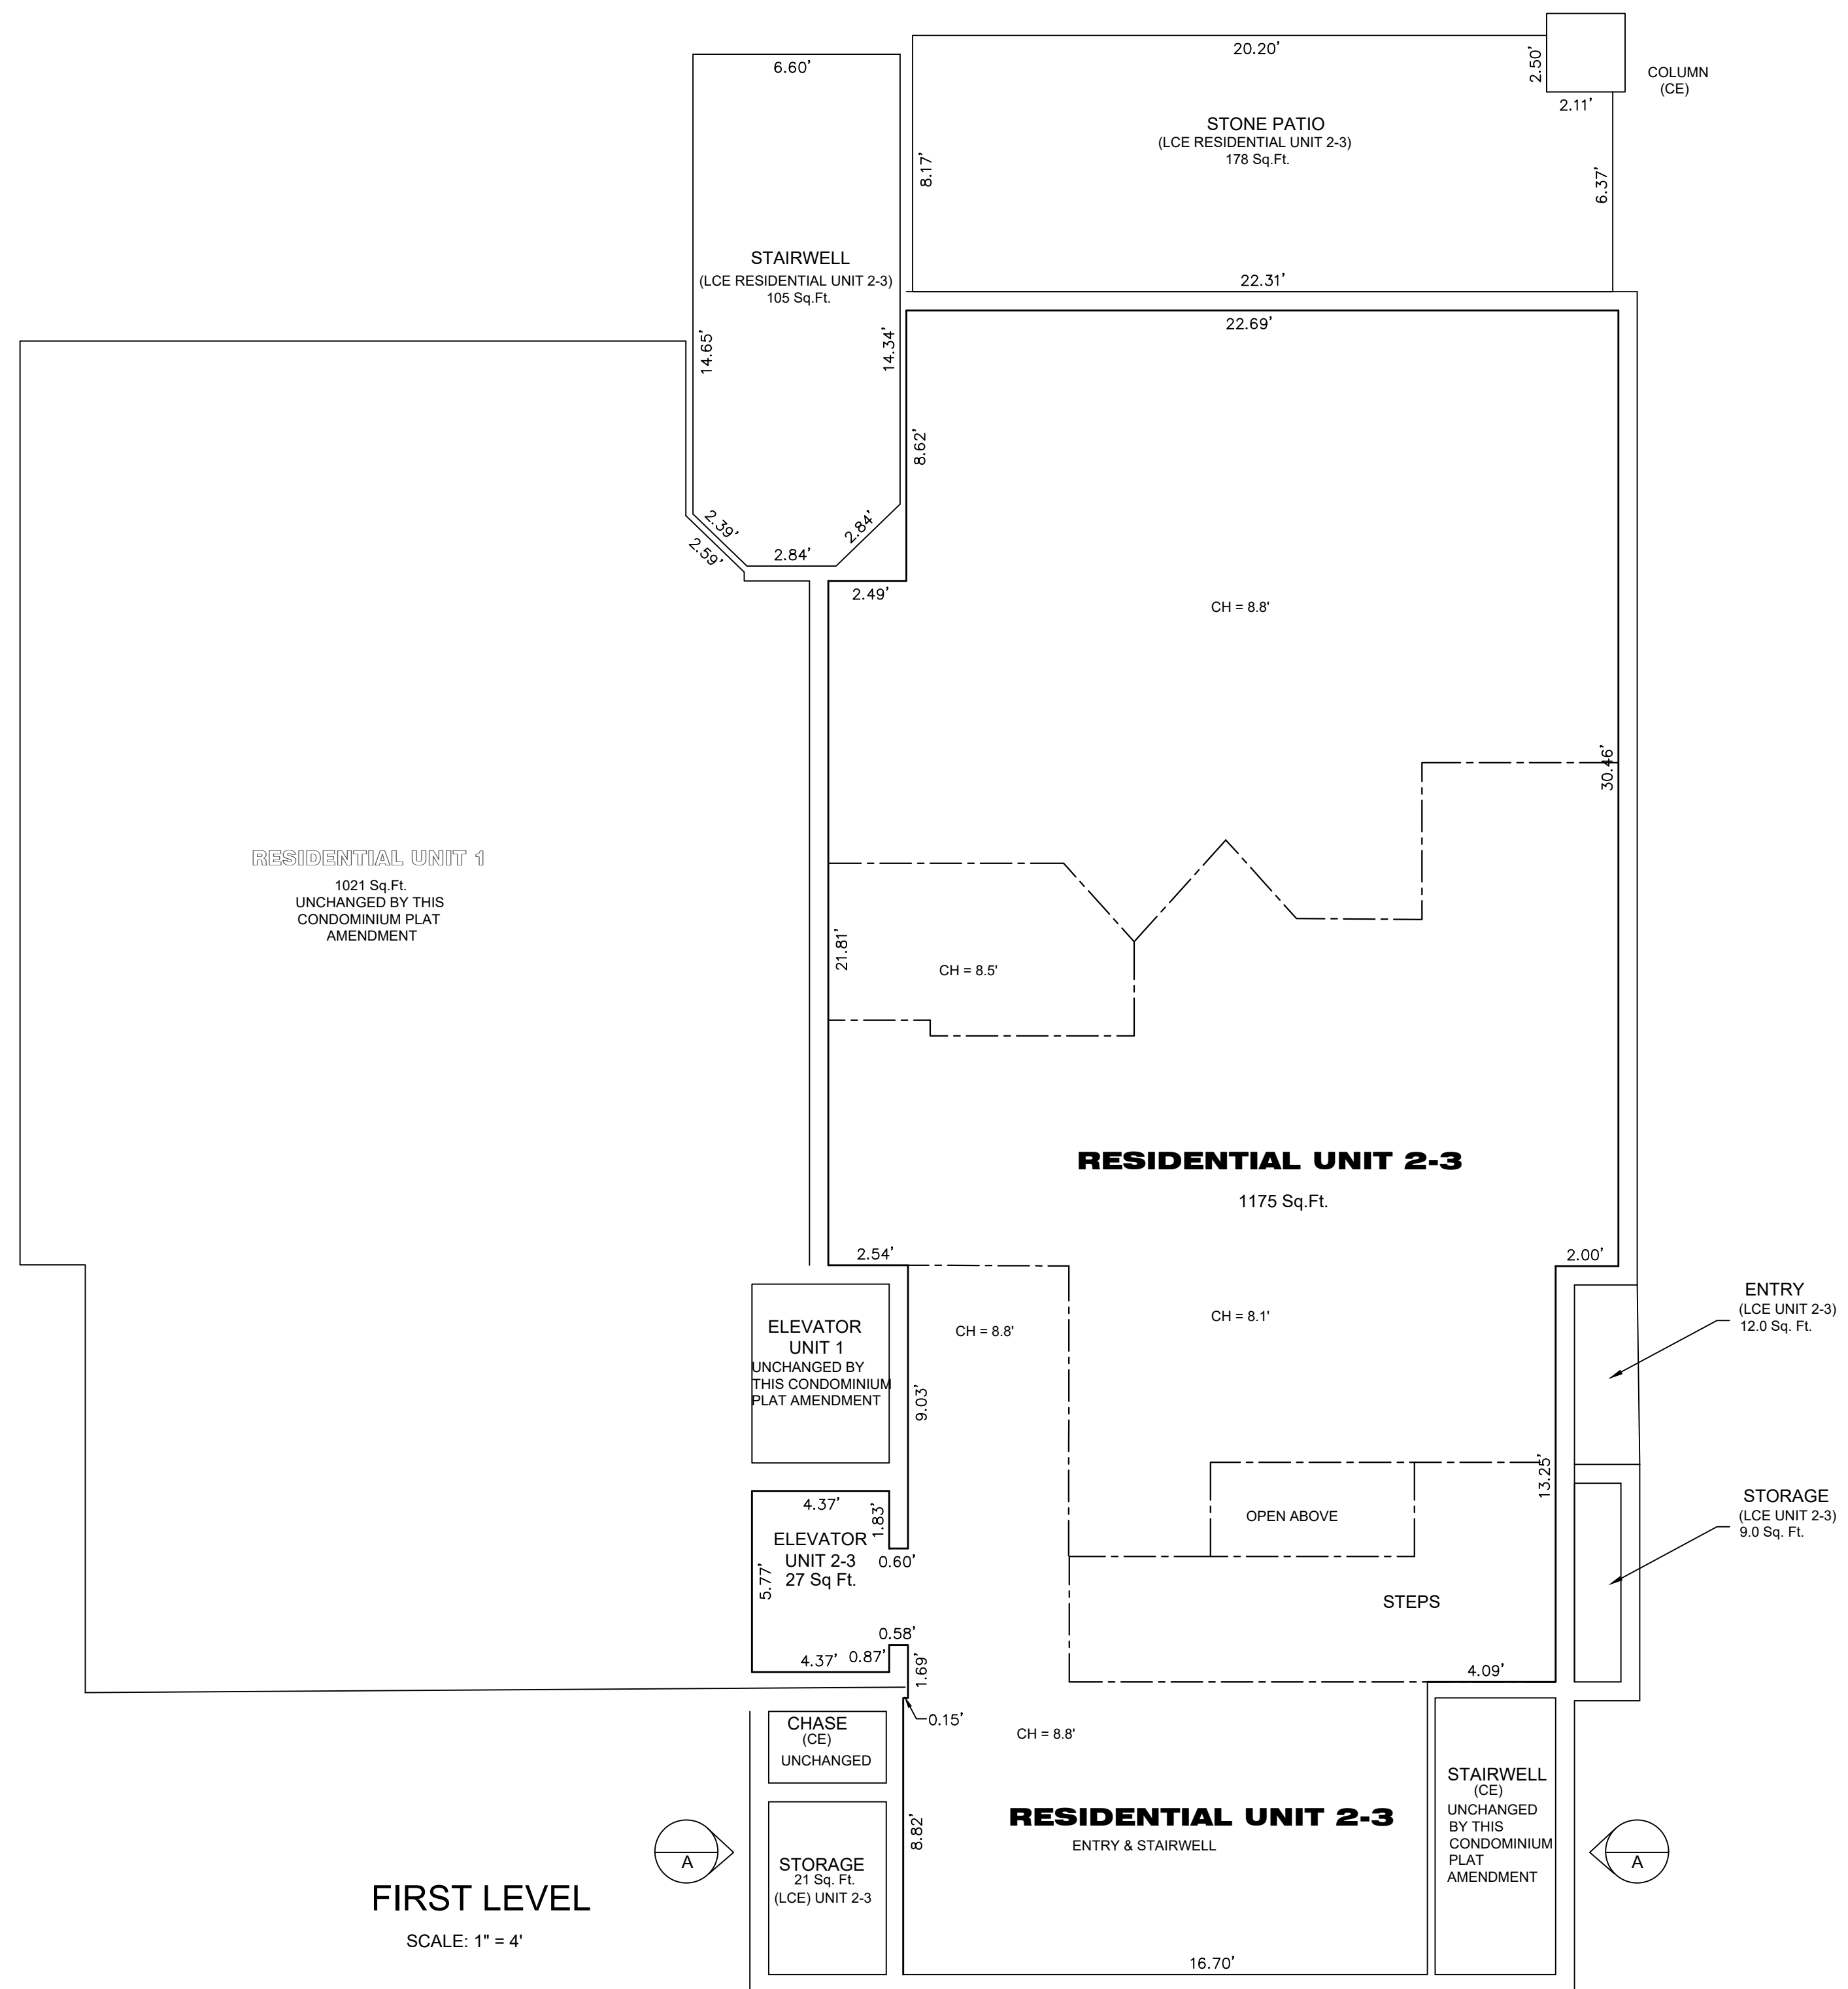 20.20’
2.50’
COLUMN
(CE)
2.11’
6.60’
STONE PATIO
(LCE RESIDENTIAL UNIT 2-3)
178 Sq.Ft.
8.17’
6.37’
STAIRWELL
(LCE RESIDENTIAL UNIT 2-3)
105 Sq.Ft.
22.31’
22.69’
14.65’
14.34’
8.62’
2.39’
2.84’
2.84’
2.59’
2.49’
CH = 8.8'
30.46’
RESIDENTIAL UNIT 1
1021 Sq.Ft.
UNCHANGED BY THIS
CONDOMINIUM PLAT
AMENDMENT
21.81’
CH = 8.5'
RESIDENTIAL UNIT 2-3
1175 Sq.Ft.
2.54’
2.00’
ELEVATOR
UNIT 1
UNCHANGED BY
THIS CONDOMINIUM
PLAT AMENDMENT
CH = 8.8'
CH = 8.1'
ENTRY
(LCE UNIT 2-3)
12.0 Sq. Ft.
9.03’
13.25’
4.37’
1.83’
ELEVATOR
UNIT 2-3
27 Sq Ft.
0.60’
5.77’
OPEN ABOVE
STORAGE
(LCE UNIT 2-3)
9.0 Sq. Ft.
STEPS
0.58’
4.37’
0.87’
1.69’
4.09’
0.15’
CHASE
(CE)
UNCHANGED
CH = 8.8'
STAIRWELL
(CE)
UNCHANGED
BY THIS
CONDOMINIUM
PLAT
AMENDMENT
RESIDENTIAL UNIT 2-3
ENTRY & STAIRWELL
8.82’
A
A
STORAGE
21 Sq. Ft.
(LCE) UNIT 2-3
FIRST LEVEL
SCALE: 1" = 4'
16.70’